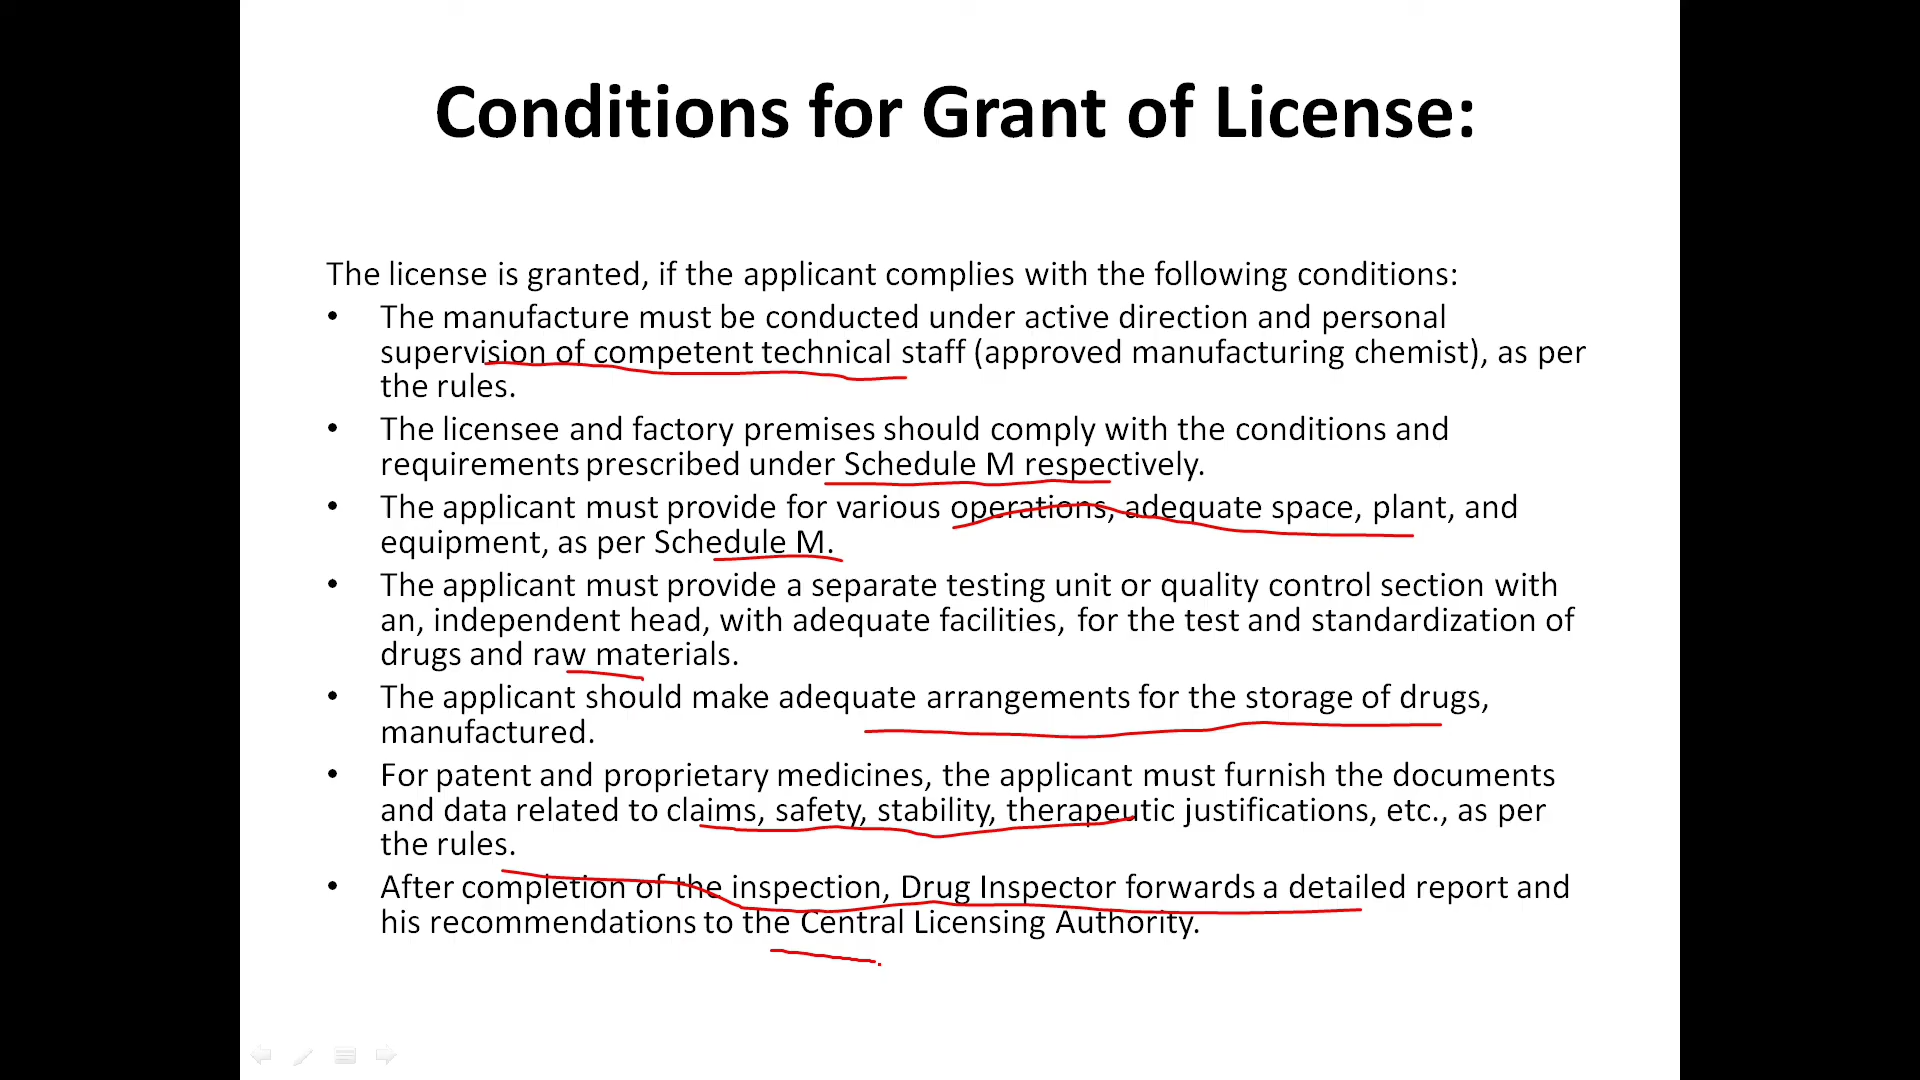 Conditions for Grant of License:
The license is granted, if the applicant complies with the following conditions:
• The manufacture must be conducted under active direction and personal
supervision of competent technical staff (approved manufacturing chemist), as per
the rules.
• The licensee and factory premises should comply with the conditions and
requirements prescribed under Schedule M respectively.
• The applicant must provide for various operations, adequate space, plant, and
equipment, as per Schedule M.
• The applicant must provide a separate testing unit or quality control section with
an, independent head, with adequate facilities, for the test and standardization of
drugs and raw materials.
• The applicant should make adequate arrangements for the storage of drugs,
manufactured.
• For patent and proprietary medicines, the applicant must furnish the documents
and data related to claims, safety, stability, therapeutic justifications, etc., as per
the rules.
• After completion of the inspection, Drug Inspector forwards a detailed report and
his recommendations to the Central Licensing Authority.